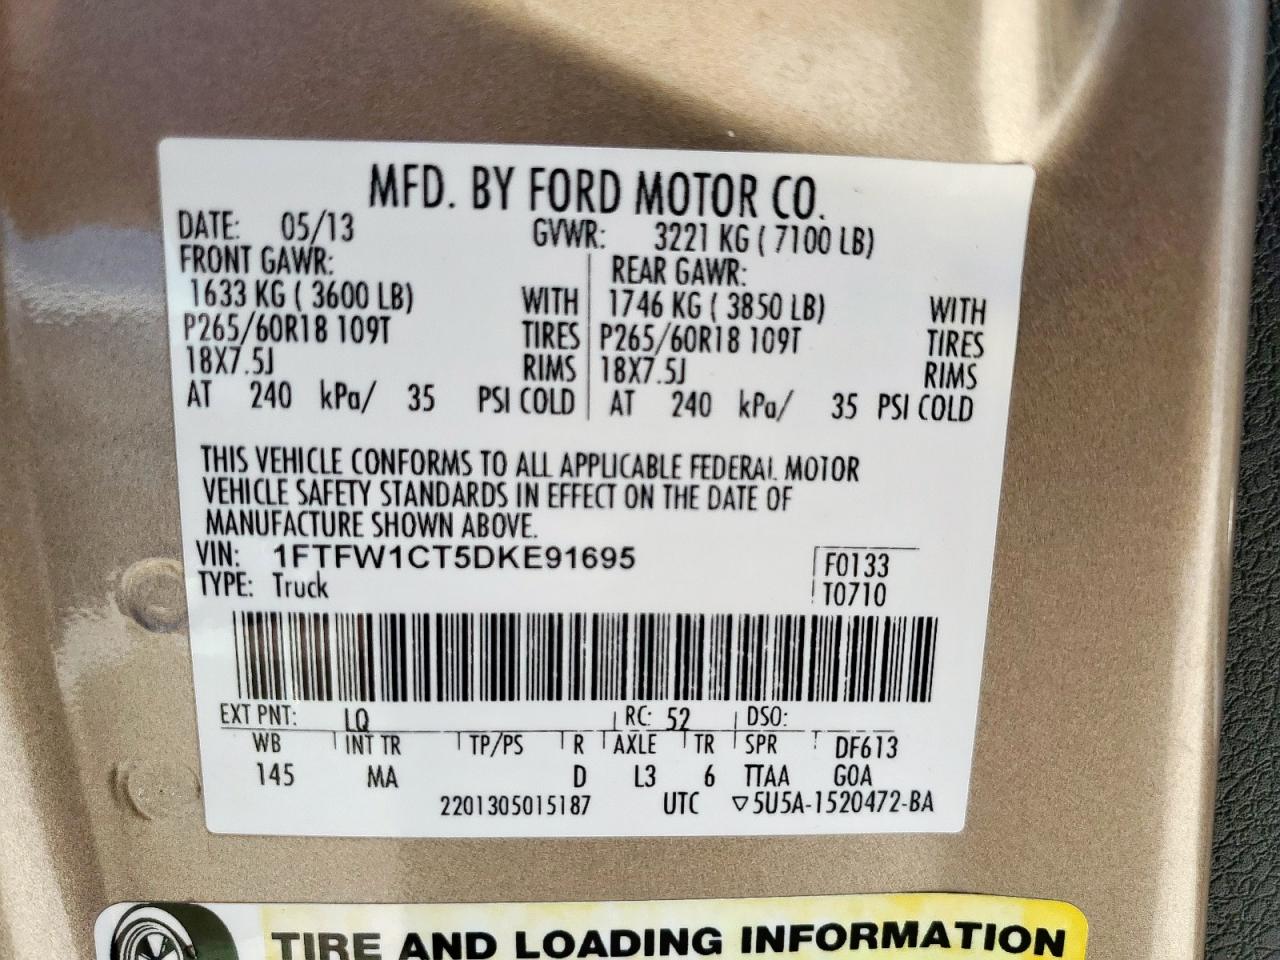 MFD. BY FORD MOTOR CO.
DATE: 05/13 GVWR: 3221 KG ( 7100 LB)
FRONT GAWR: REAR GAWR:
1633 KG ( 3600 LB) WITH 1746 KG ( 3850 LB) WITH
P265/60R18 109T TIRES P265/60R18 109T TIRES
18X7.5J RIMS 18X7.5J RIMS
AT 240 kPa/ 35 PSI COLD AT 240 kPa/ 35 PSI COLD
THIS VEHICLE CONFORMS TO ALL APPLICABLE FEDERAL MOTOR
VEHICLE SAFETY STANDARDS IN EFFECT ON THE DATE OF
MANUFACTURE SHOWN ABOVE.
VIN: 1FTFW1CT5DKE91695 F0133
TYPE: Truck T0710
EXT PNT: LQ RC: 52 DSO:
WB INT TR TP/PS R AXLE TR SPR DF613
145 MA D L3 6 TTAA GOA
2201305015187 UTC ▽5U5A-1520472-BA
TIRE AND LOADING INFORMATION